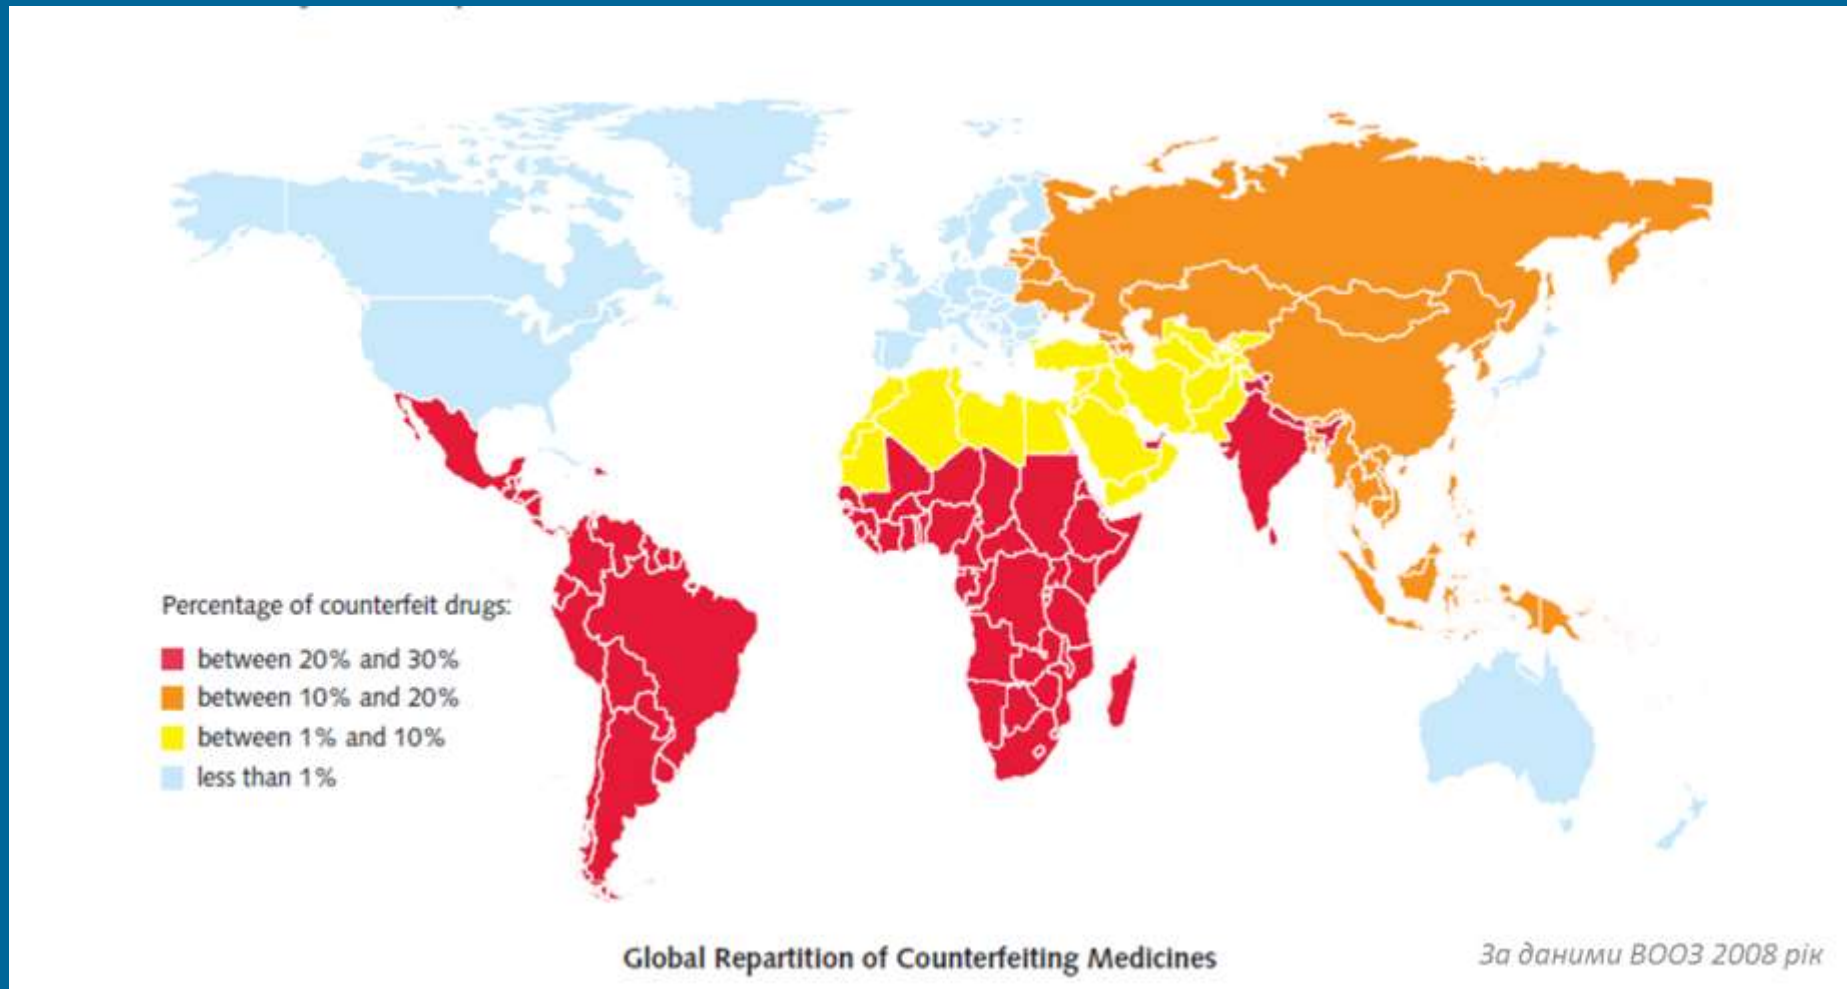 Percentage of counterfeit drugs:
between 20% and 30%
between 10% and 20%
between 1% and 10%
less than 1%
Global Repartition of Counterfeiting Medicines
За даними ВООЗ 2008 рік